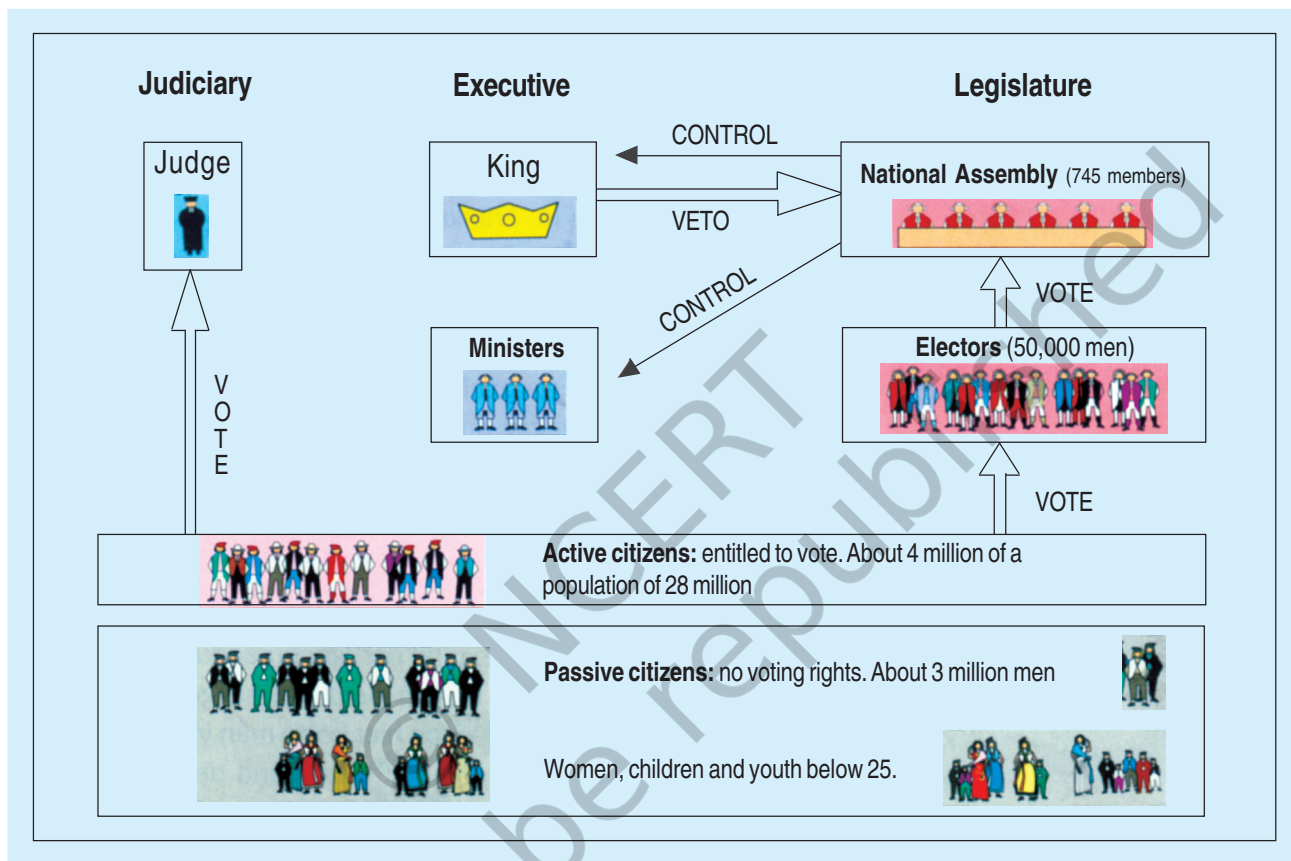 Judiciary
Executive
Legislature
Judge
King
CONTROL
VETO
National Assembly (745 members)
CONTROL
VOTE
Ministers
Electors (50,000 men)
VOTE
VOTE
Active citizens: entitled to vote. About 4 million of a
population of 28 million
Passive citizens: no voting rights. About 3 million men
Women, children and youth below 25.
© NCERT
be republished